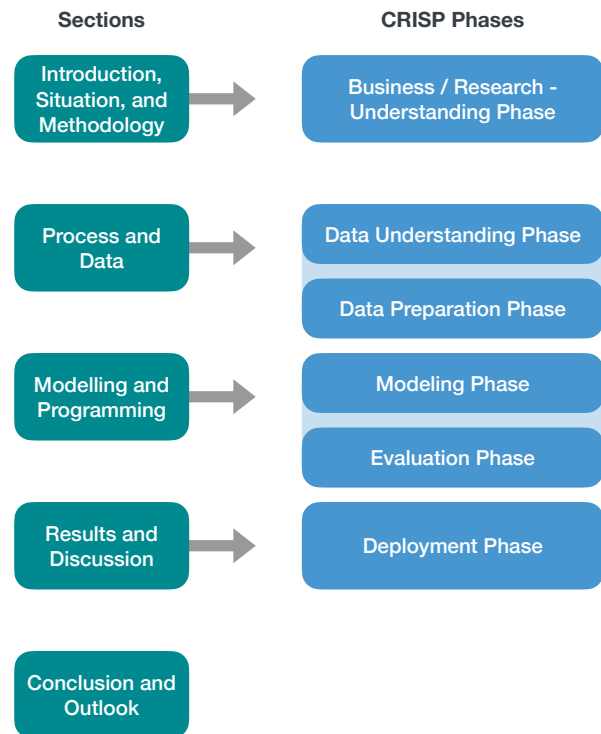 Sections
CRISP Phases
Introduction,
Situation, and
Methodology
Business / Research -
Understanding Phase
Process and
Data
Data Understanding Phase
Data Preparation Phase
Modelling and
Programming
Modeling Phase
Evaluation Phase
Results and
Discussion
Deployment Phase
Conclusion and
Outlook